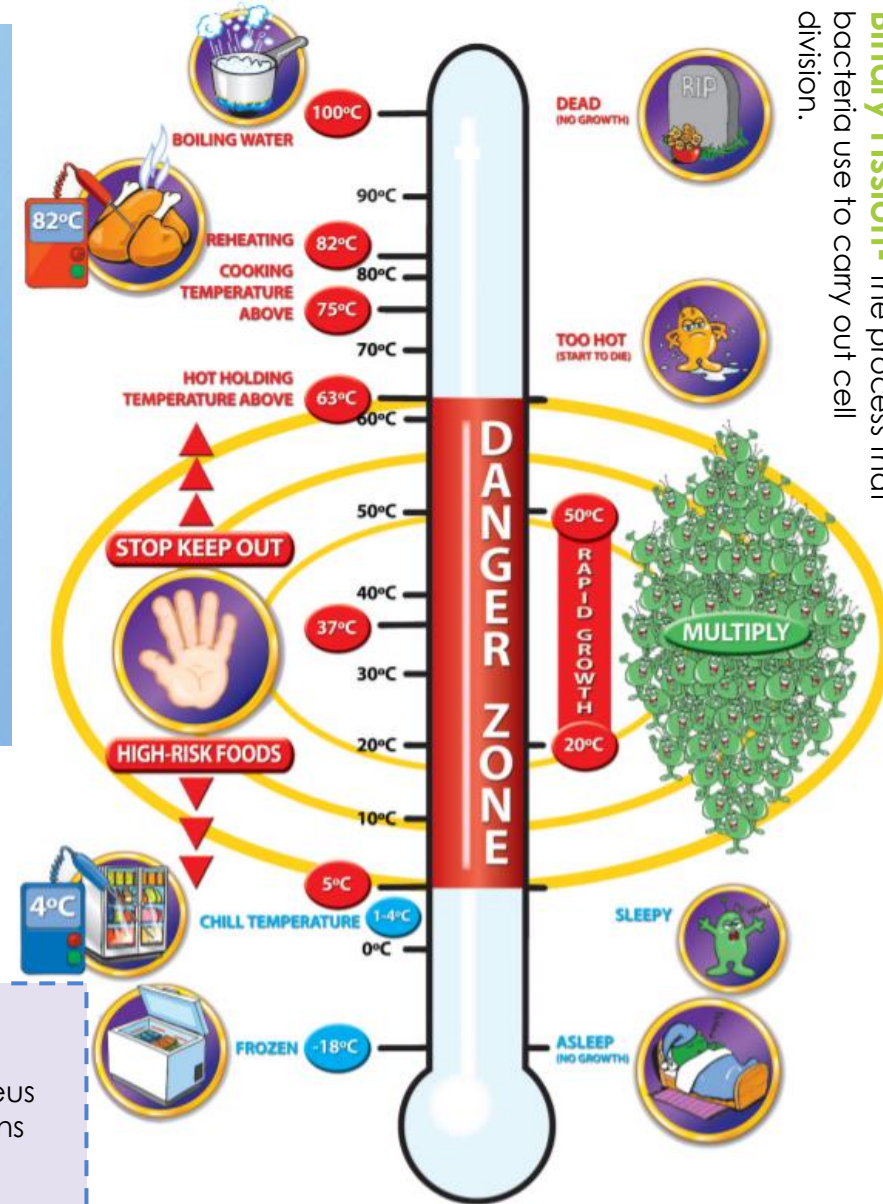 Binary Fission- The process that
bacteria use to carry out cell
division.
100°C
BOILING WATER
DEAD
(NO GROWTH)
RIP
90°C
82°C
REHEATING
82°C
80°C
COOKING
TEMPERATURE
ABOVE
75°C
70°C
TOO HOT
(START TO DIE)
HOT HOLDING
TEMPERATURE ABOVE
63°C
60°C
DANGER ZONE
50°C
50°C
RAPID GROWTH
STOP KEEP OUT
40°C
37°C
MULTIPLY
30°C
20°C
20°C
HIGH-RISK FOODS
10°C
5°C
4°C
CHILL TEMPERATURE
1-4°C
SLEEPY
0°C
FROZEN
-18°C
ASLEEP
(NO GROWTH)
eus
ns